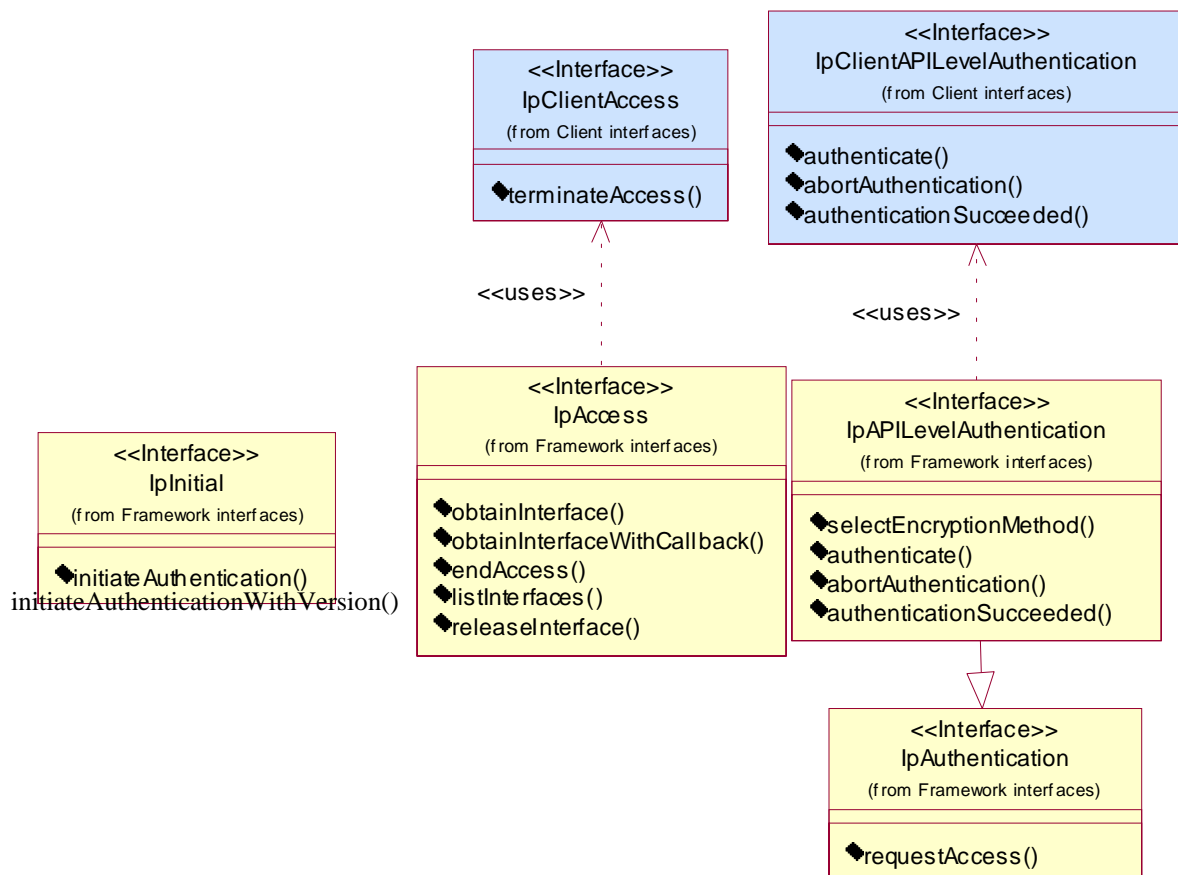 <<Interface>>
IpClientAccess
(from Client interfaces)
terminateAccess()
<<Interface>>
IpClientAPILevelAuthentication
(from Client interfaces)
authenticate()
abortAuthentication()
authenticationSucceeded()
<<uses>>
<<uses>>
<<Interface>>
IpInitial
(from Framework interfaces)
initiateAuthentication()
initiateAuthenticationWithVersion()
<<Interface>>
IpAccess
(from Framework interfaces)
obtainInterface()
obtainInterfaceWithCallback()
endAccess()
listInterfaces()
releaseInterface()
<<Interface>>
IpAPILevelAuthentication
(from Framework interfaces)
selectEncryptionMethod()
authenticate()
abortAuthentication()
authenticationSucceeded()
<<Interface>>
IpAuthentication
(from Framework interfaces)
requestAccess()